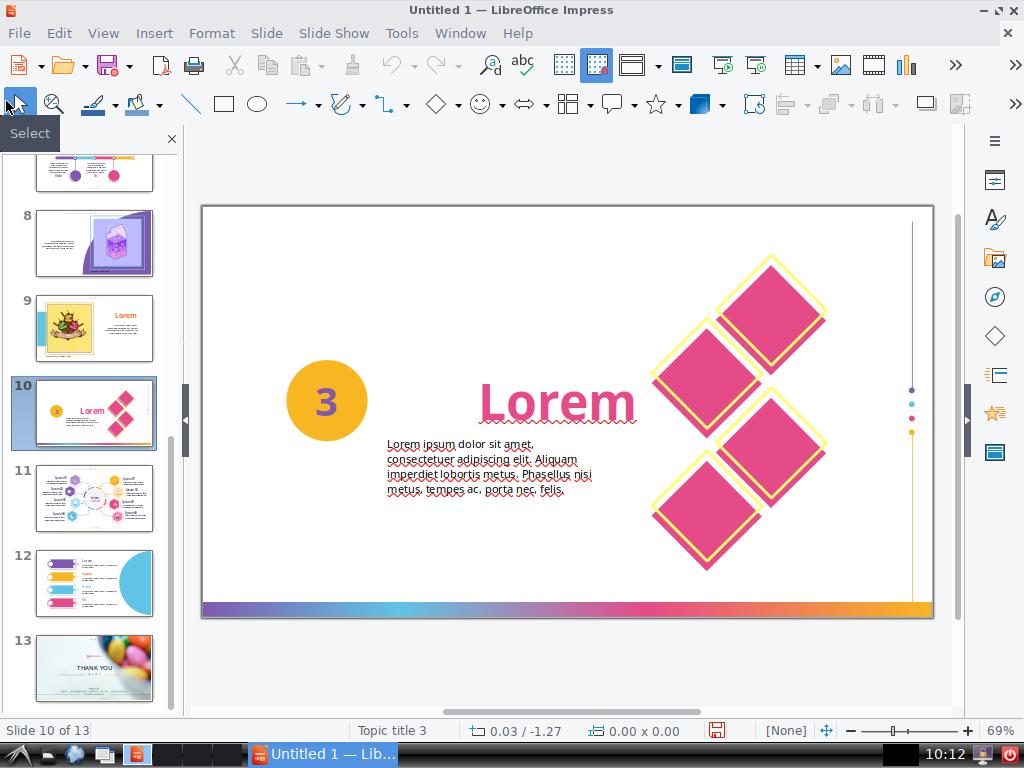 Untitled 1 — LibreOffice Impress
File Edit View Insert Format Slide Slide Show Tools Window Help
abc
Select
8
9
Lorem
10
3
Lorem
11
12
13
THANK YOU
3
Lorem
Lorem ipsum dolor sit amet,
consectetuer adipiscing elit. Aliquam
imperdiet lobortis metus. Phasellus nisi
metus, tempes ac, porta nec, felis.
Slide 10 of 13
Topic title 3
0.03 / -1.27
0.00 x 0.00
[None]
69%
Untitled 1 — Lib...
10:12